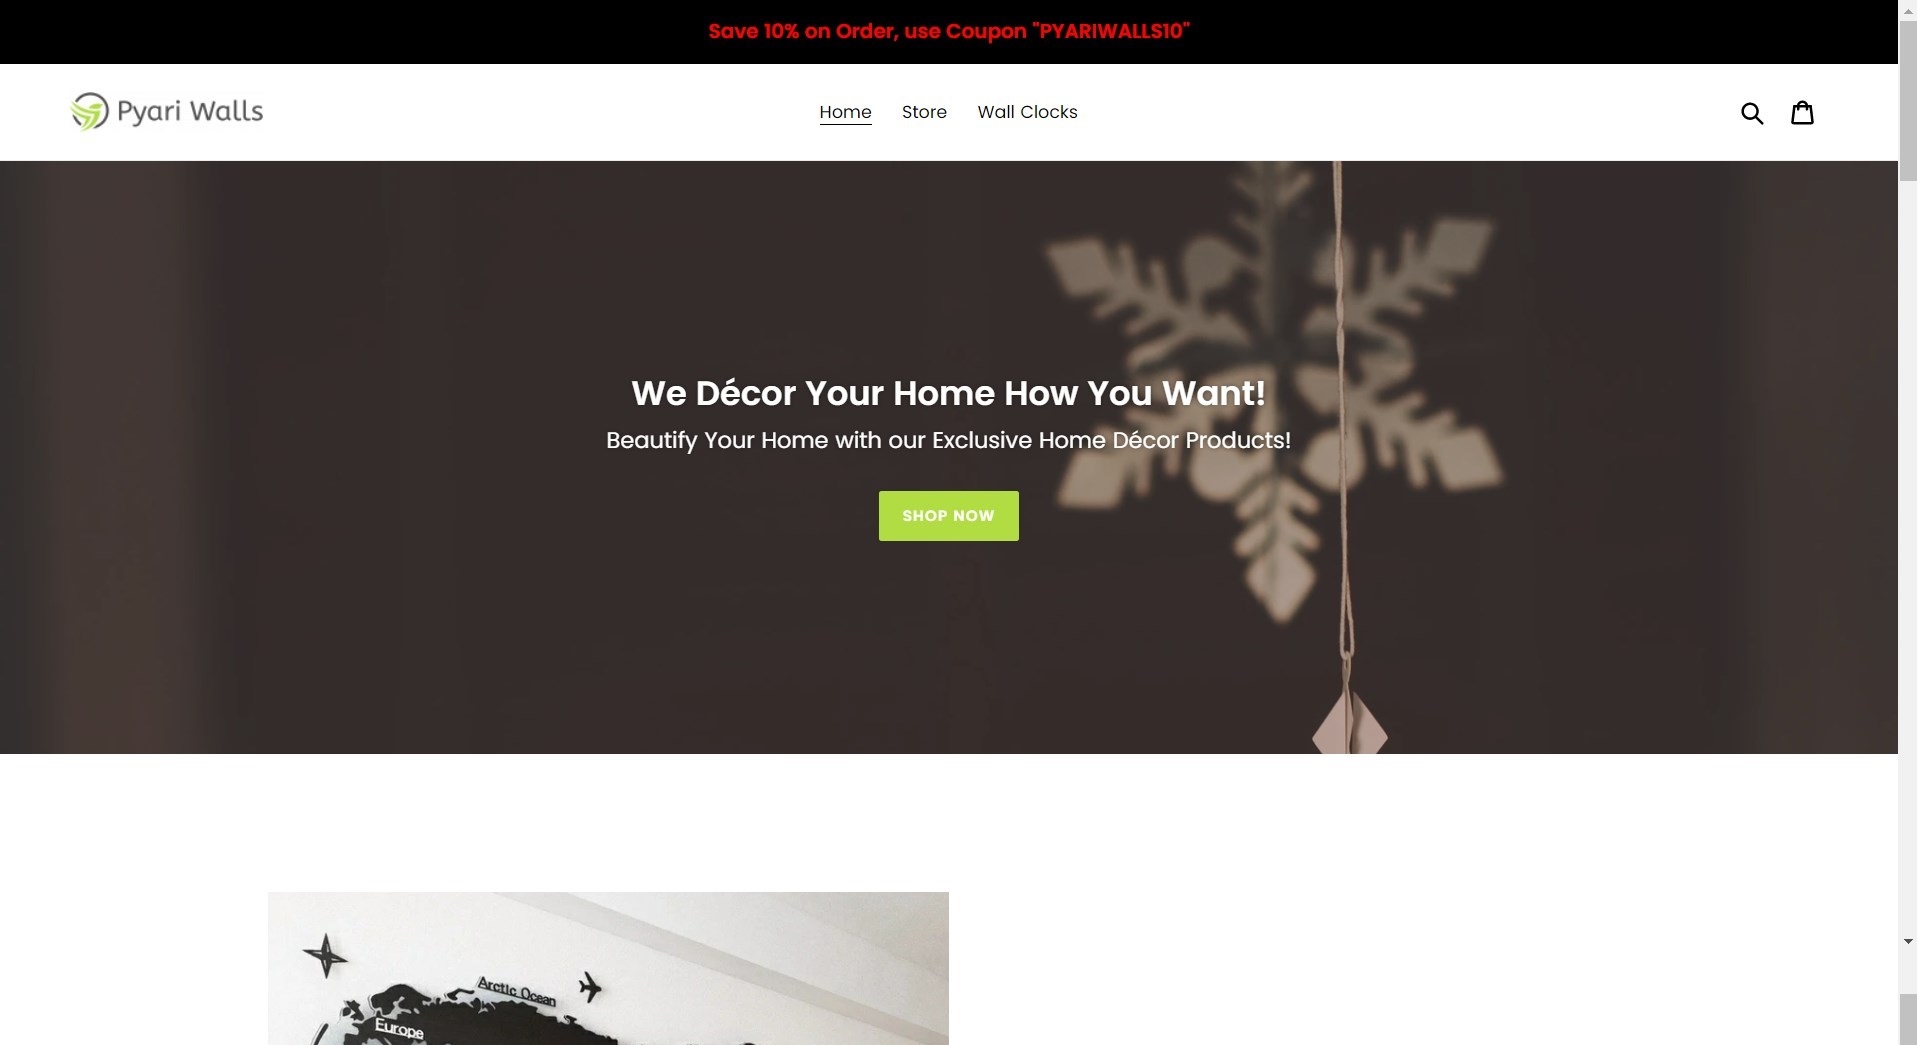 Save 10% on Order, use Coupon "PYARIWALLS10"
Pyari Walls
Home
Store
Wall Clocks
We Décor Your Home How You Want!
Beautify Your Home with our Exclusive Home Décor Products!
SHOP NOW
Arctic Ocean
Europe